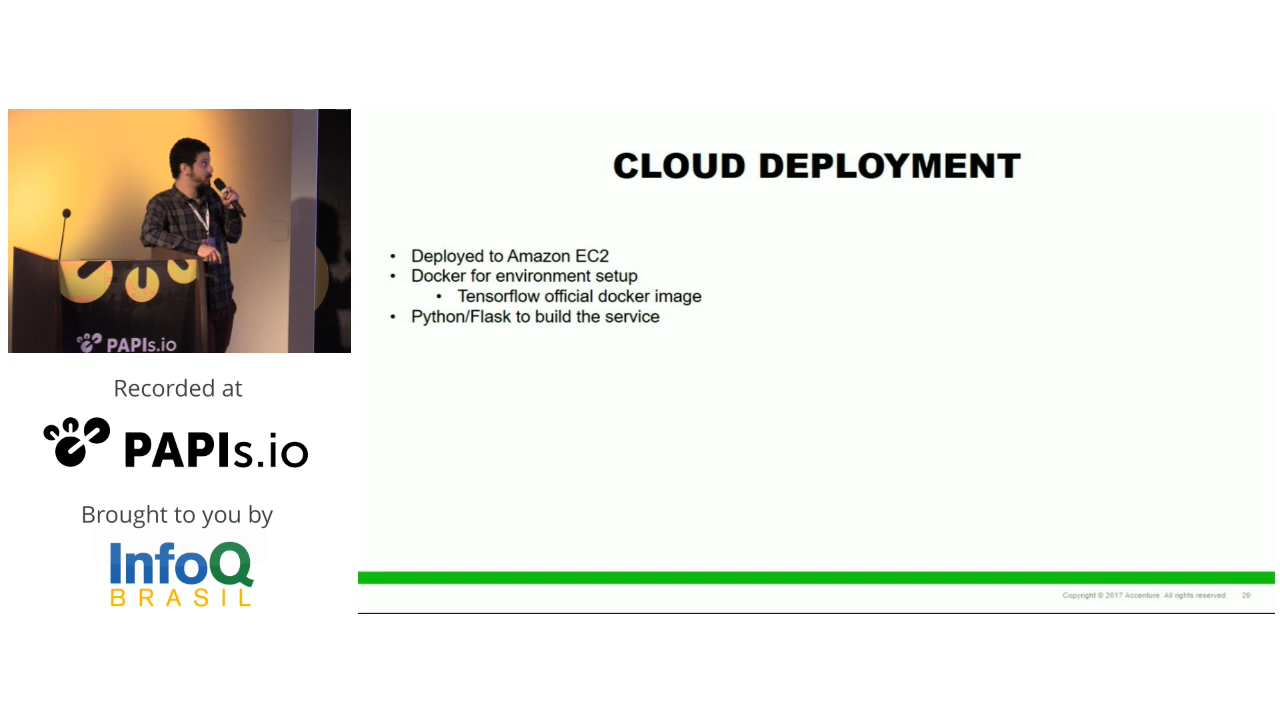 PAPIs.io
Recorded at
PAPIs.io
Brought to you by
InfoQ
BRASIL
CLOUD DEPLOYMENT
• Deployed to Amazon EC2
• Docker for environment setup
• Tensorflow official docker image
• Python/Flask to build the service
Copyright © 2017 Accenture. All rights reserved. 20